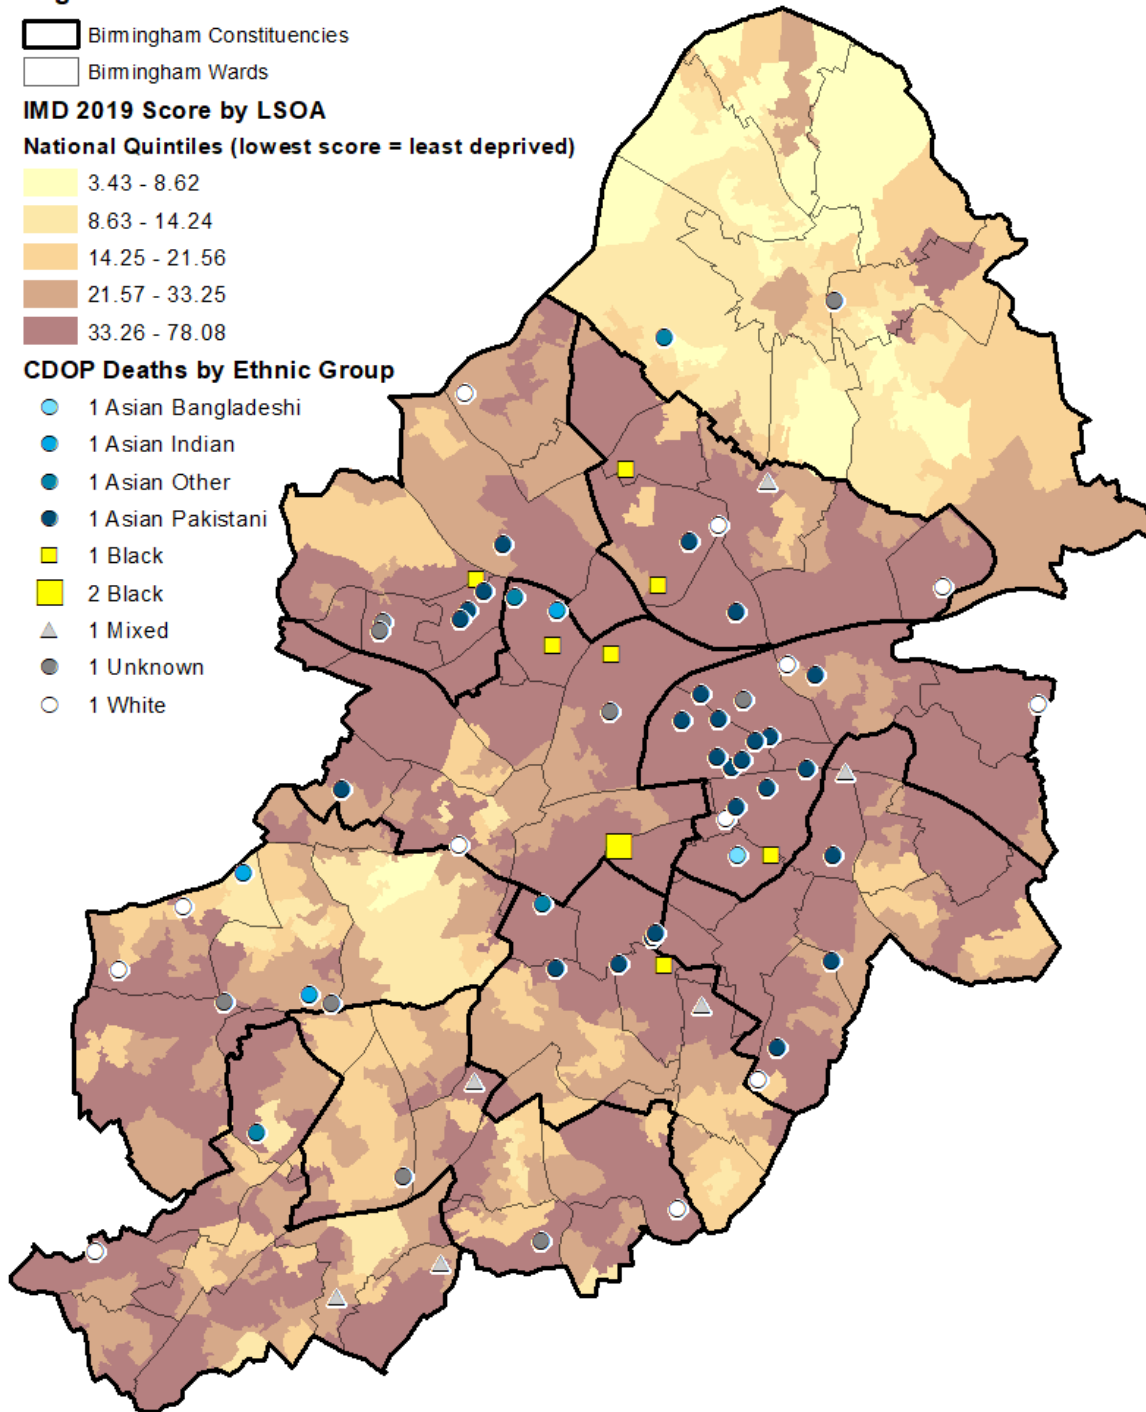 Birmingham Constituencies
Birmingham Wards
IMD 2019 Score by LSOA
National Quintiles (lowest score = least deprived)
3.43 - 8.62
8.63 - 14.24
14.25 - 21.56
21.57 - 33.25
33.26 - 78.08
CDOP Deaths by Ethnic Group
1 Asian Bangladeshi
1 Asian Indian
1 Asian Other
1 Asian Pakistani
1 Black
2 Black
1 Mixed
1 Unknown
1 White